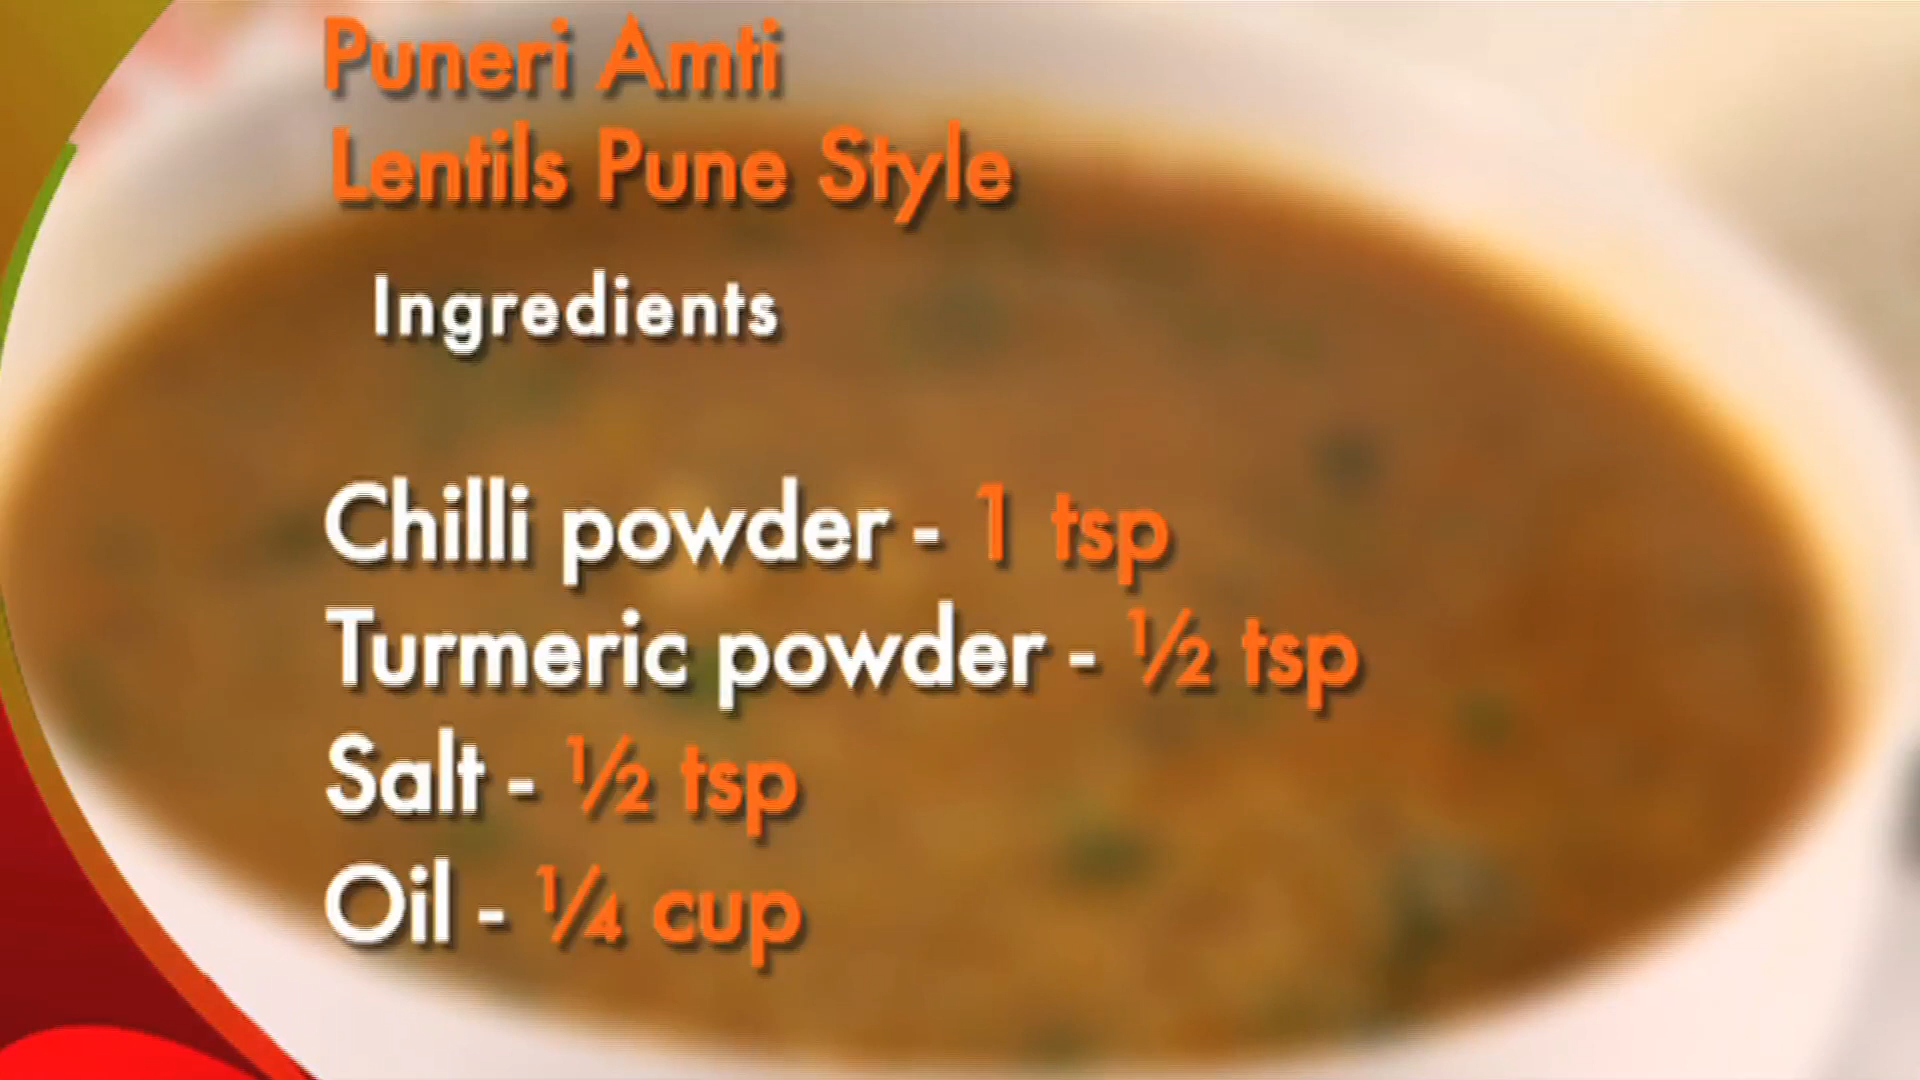 Puneri Amti
Lentils Pune Style
Ingredients
Chilli powder - 1 tsp
Turmeric powder - ½ tsp
Salt - ½ tsp
Oil - ¼ cup